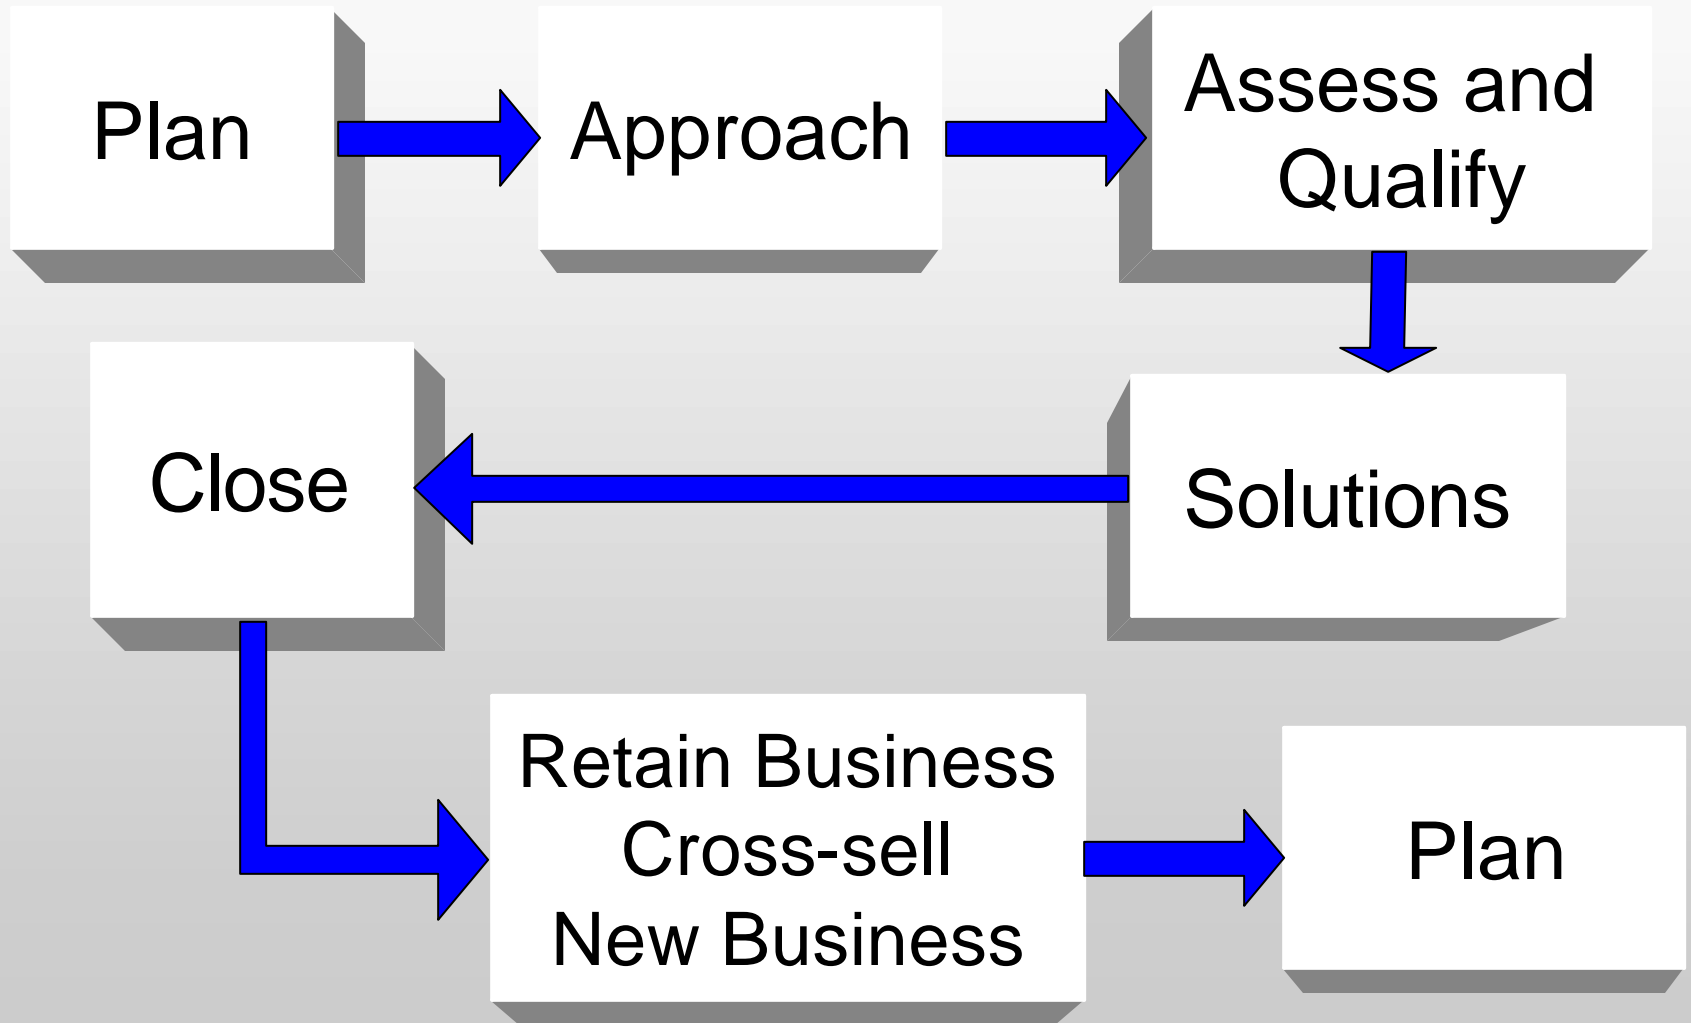 Plan
Approach
Assess and
Qualify
Close
Solutions
Retain Business
Cross-sell
New Business
Plan